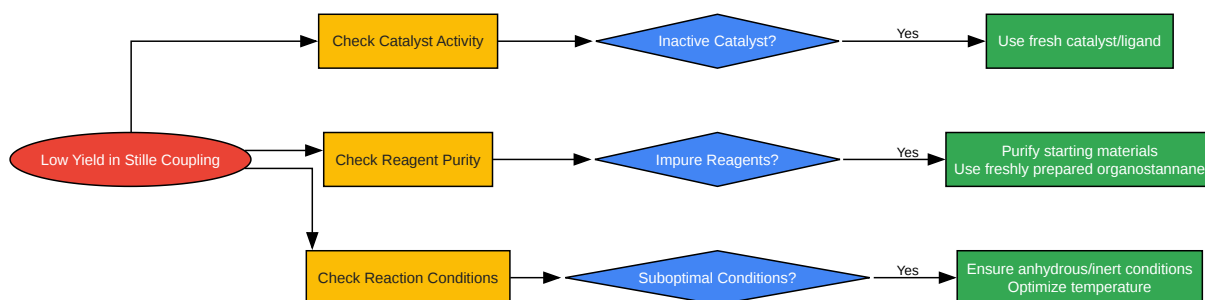 Check Catalyst Activity
Inactive Catalyst?
Yes
Use fresh catalyst/ligand
Low Yield in Stille Coupling
Check Reagent Purity
Impure Reagents?
Yes
Purify starting materials
Use freshly prepared organostannane
Check Reaction Conditions
Suboptimal Conditions?
Yes
Ensure anhydrous/inert conditions
Optimize temperature